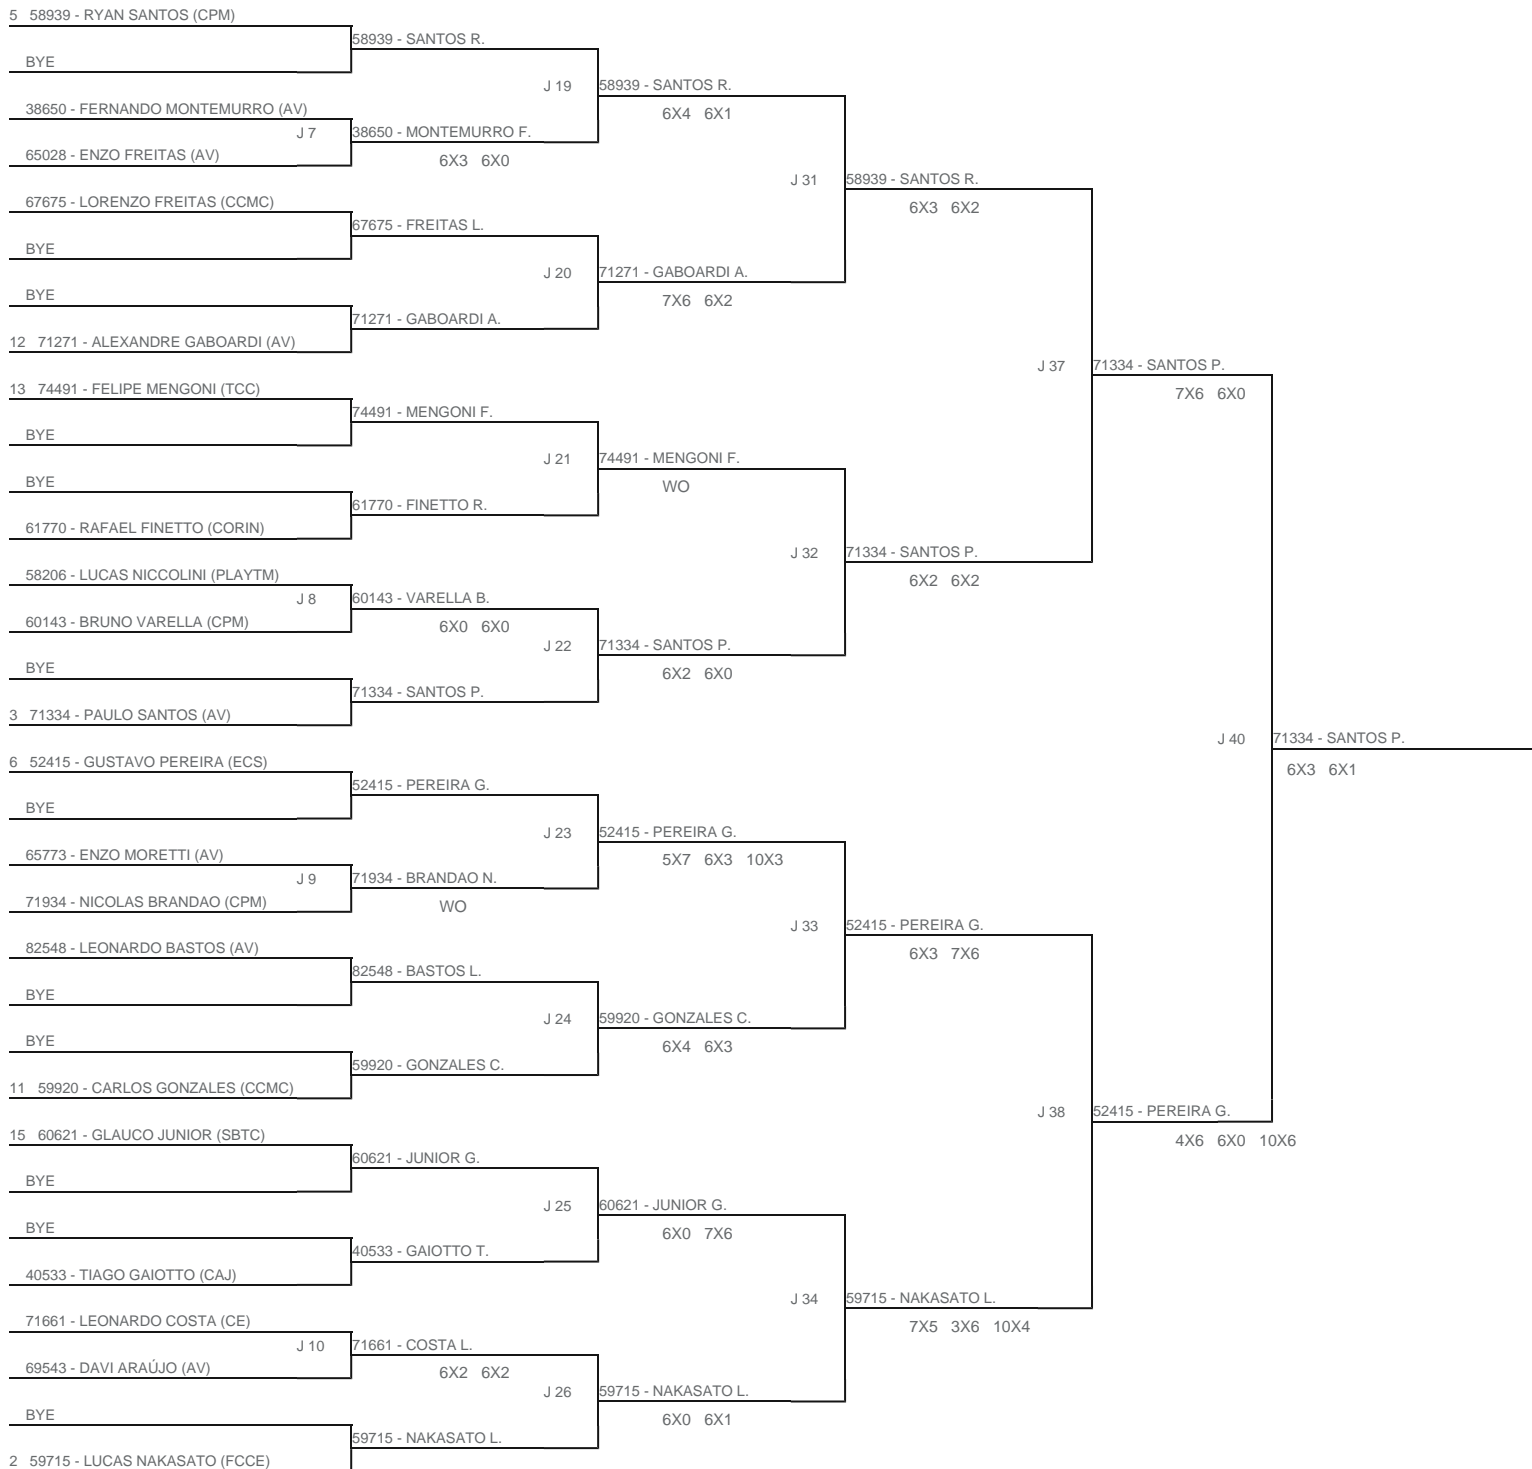 5 58939 - RYAN SANTOS (CPM)
58939 - SANTOS R.
BYE
J 19 58939 - SANTOS R.
6X4 6X1
38650 - FERNANDO MONTEMURRO (AV)
J 7 38650 - MONTEMURRO F.
65028 - ENZO FREITAS (AV)
6X3 6X0
J 31 58939 - SANTOS R.
6X3 6X2
67675 - LORENZO FREITAS (CCMC)
67675 - FREITAS L.
BYE
J 20 71271 - GABOARDI A.
7X6 6X2
BYE
71271 - GABOARDI A.
12 71271 - ALEXANDRE GABOARDI (AV)
J 37 71334 - SANTOS P.
7X6 6X0
13 74491 - FELIPE MENGONI (TCC)
74491 - MENGONI F.
BYE
J 21 74491 - MENGONI F.
WO
BYE
61770 - FINETTO R.
61770 - RAFAEL FINETTO (CORIN)
J 32 71334 - SANTOS P.
6X2 6X2
58206 - LUCAS NICCOLINI (PLAYTM)
J 8 60143 - VARELLA B.
60143 - BRUNO VARELLA (CPM)
6X0 6X0
J 22 71334 - SANTOS P.
6X2 6X0
BYE
71334 - SANTOS P.
3 71334 - PAULO SANTOS (AV)
J 40 71334 - SANTOS P.
6X3 6X1
6 52415 - GUSTAVO PEREIRA (ECS)
52415 - PEREIRA G.
BYE
J 23 52415 - PEREIRA G.
5X7 6X3 10X3
65773 - ENZO MORETTI (AV)
J 9 71934 - BRANDAO N.
71934 - NICOLAS BRANDAO (CPM)
WO
J 33 52415 - PEREIRA G.
6X3 7X6
82548 - LEONARDO BASTOS (AV)
82548 - BASTOS L.
BYE
J 24 59920 - GONZALES C.
6X4 6X3
BYE
59920 - GONZALES C.
11 59920 - CARLOS GONZALES (CCMC)
J 38 52415 - PEREIRA G.
4X6 6X0 10X6
15 60621 - GLAUCO JUNIOR (SBTC)
60621 - JUNIOR G.
BYE
J 25 60621 - JUNIOR G.
6X0 7X6
BYE
40533 - GAIOTTO T.
40533 - TIAGO GAIOTTO (CAJ)
J 34 59715 - NAKASATO L.
7X5 3X6 10X4
71661 - LEONARDO COSTA (CE)
J 10 71661 - COSTA L.
69543 - DAVI ARAÚJO (AV)
6X2 6X2
J 26 59715 - NAKASATO L.
6X0 6X1
BYE
59715 - NAKASATO L.
2 59715 - LUCAS NAKASATO (FCCE)